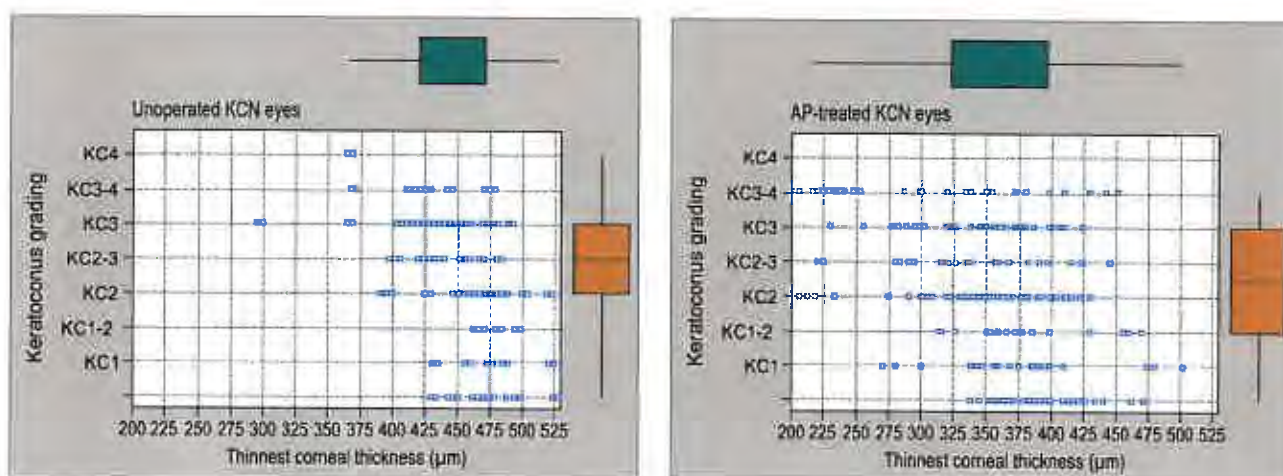 Unoperated KCN eyes
Keratoconus grading
KC4
KC3-4
KC3
KC2-3
KC2
KC1-2
KC1
200 225 250 275 300 325 350 375 400 425 450 475 500 525
Thinnest corneal thickness (µm)
AP-treated KCN eyes
Keratoconus grading
KC4
KC3-4
KC3
KC2-3
KC2
KC1-2
KC1
200 225 250 275 300 325 350 375 400 425 450 475 500 525
Thinnest corneal thickness (µm)